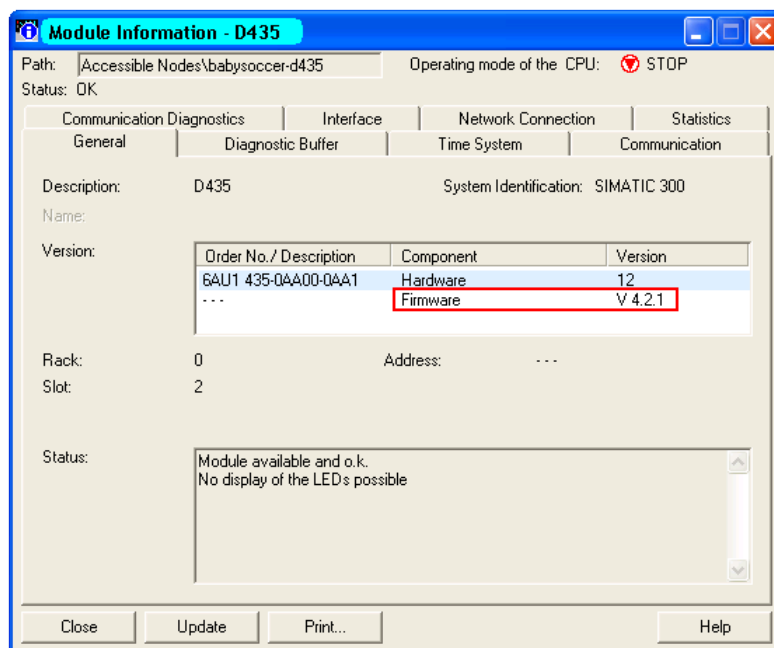 Module Information - D435
Path: Accessible Nodes\babysoccer-d435 Operating mode of the CPU: STOP
Status: OK
Communication Diagnostics Interface Network Connection Statistics
General Diagnostic Buffer Time System Communication
Description: D435 System Identification: SIMATIC 300
Name:
Version:
Order No./ Description Component Version
6AU1 435-0AA00-0AA1 Hardware 12
- - - Firmware V 4.2.1
Rack: 0 Address: - - -
Slot: 2
Status:
Module available and o.k.
No display of the LEDs possible
Close Update Print... Help